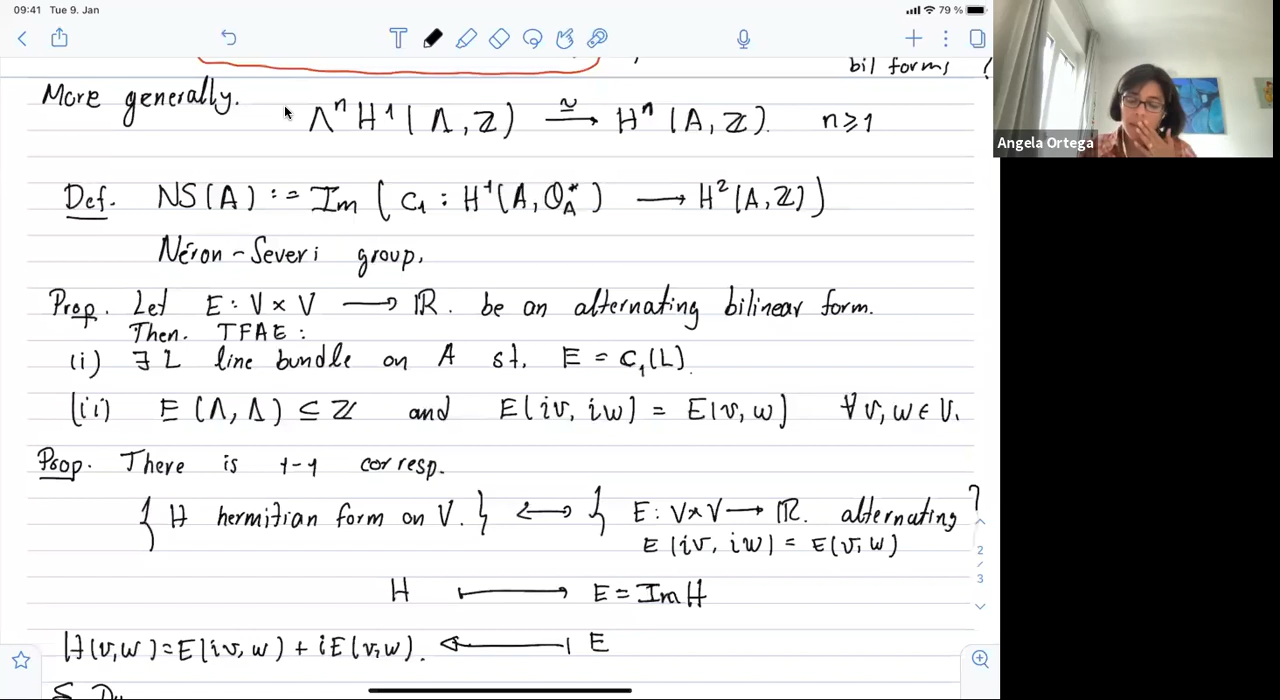 09:41 Tue 9. Jan
79 %
bil forms
More generally.
Λⁿ H¹(Λ, ℤ) ≅⟶ Hⁿ(A, ℤ). n ≥ 1
Def. NS(A) := Im ( c₁ : H¹(A, O_A^*) ⟶ H²(A, ℤ) )
Néron-Severi group.
Prop. Let E : V × V ⟶ ℝ. be an alternating bilinear form.
Then. TFAE :
(i) ∃ L line bundle on A st. E = c₁(L).
(ii) E(Λ, Λ) ⊆ ℤ and E(iv, iw) = E(v, w) ∀ v, w ∈ V.
Prop. There is 1-1 corresp.
{ H hermitian form on V. } ⟷ { E : V×V ⟶ ℝ. alternating }
E(iv, iw) = E(v, w)
H ⟼ E = Im H
H(v,w) = E(iv, w) + iE(v,w). ⟻ E
2
/
3
Angela Ortega